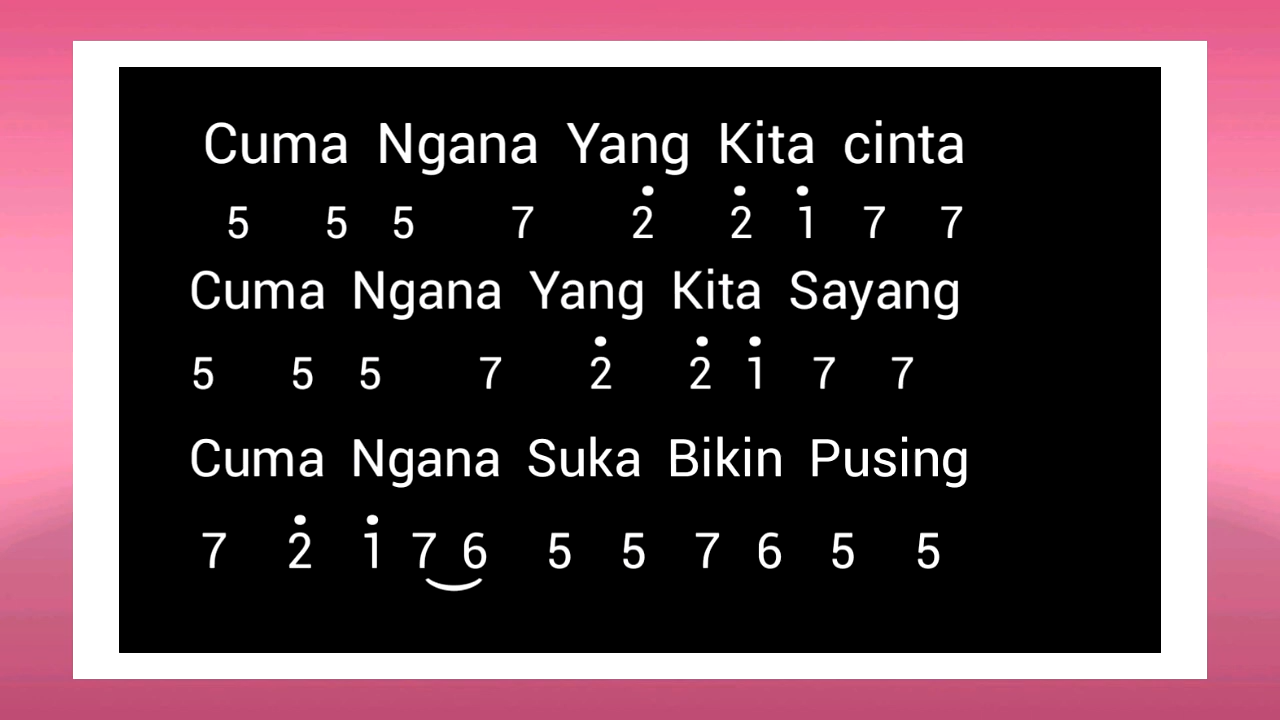 Cuma Ngana Yang Kita cinta
5 5 5 7 2̇ 2̇ 1̇ 7 7
Cuma Ngana Yang Kita Sayang
5 5 5 7 2̇ 2̇ 1̇ 7 7
Cuma Ngana Suka Bikin Pusing
7 2̇ 1̇ 7 6 5 5 7 6 5 5